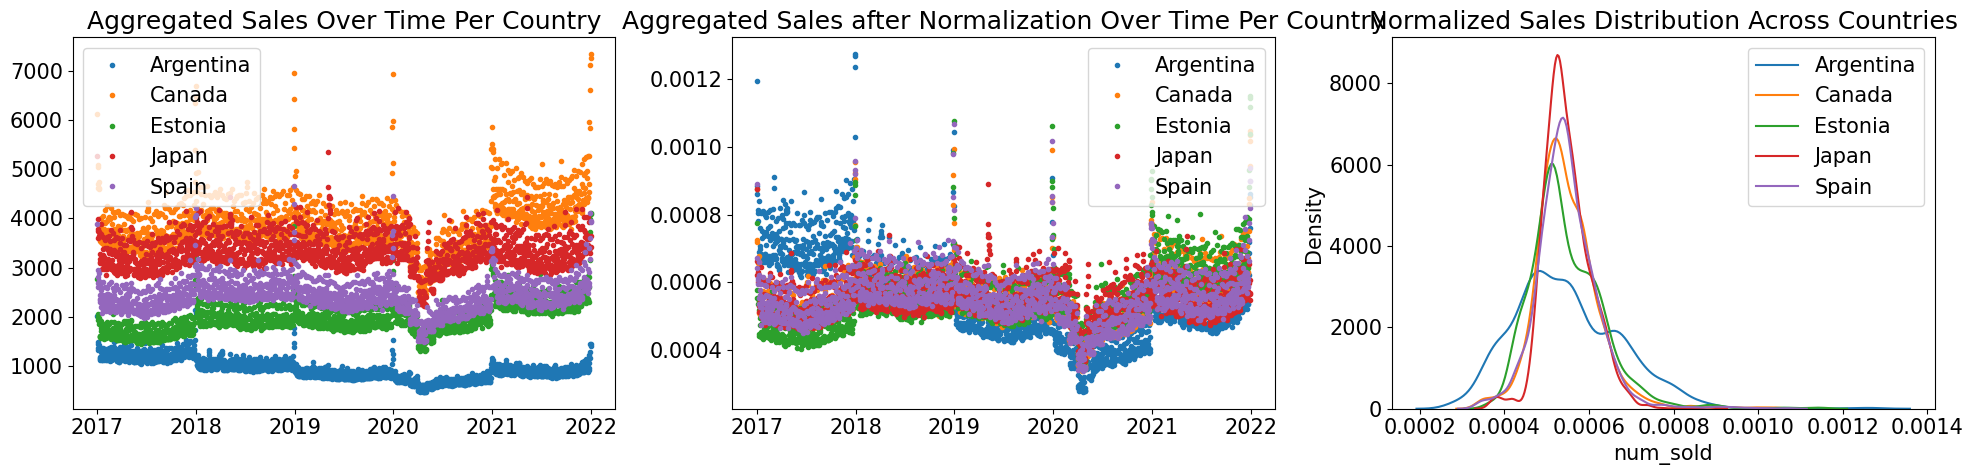 Aggregated Sales Over Time Per Country
7000
6000
5000
4000
3000
2000
1000
Argentina
Canada
Estonia
Japan
Spain
2017 2018 2019 2020 2021 2022
Aggregated Sales after Normalization Over Time Per Country
0.0012
0.0010
0.0008
0.0006
0.0004
Argentina
Canada
Estonia
Japan
Spain
2017 2018 2019 2020 2021 2022
Normalized Sales Distribution Across Countries
Density
8000
6000
4000
2000
0
Argentina
Canada
Estonia
Japan
Spain
0.0002 0.0004 0.0006 0.0008 0.0010 0.0012 0.0014
num_sold